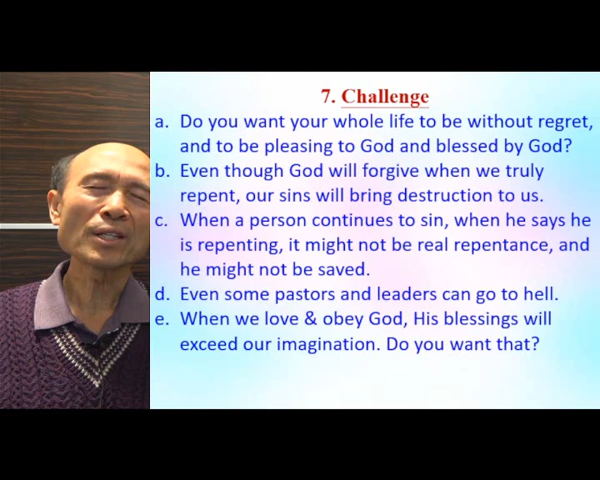 7. Challenge
a. Do you want your whole life to be without regret,
and to be pleasing to God and blessed by God?
b. Even though God will forgive when we truly
repent, our sins will bring destruction to us.
c. When a person continues to sin, when he says he
is repenting, it might not be real repentance, and
he might not be saved.
d. Even some pastors and leaders can go to hell.
e. When we love & obey God, His blessings will
exceed our imagination. Do you want that?